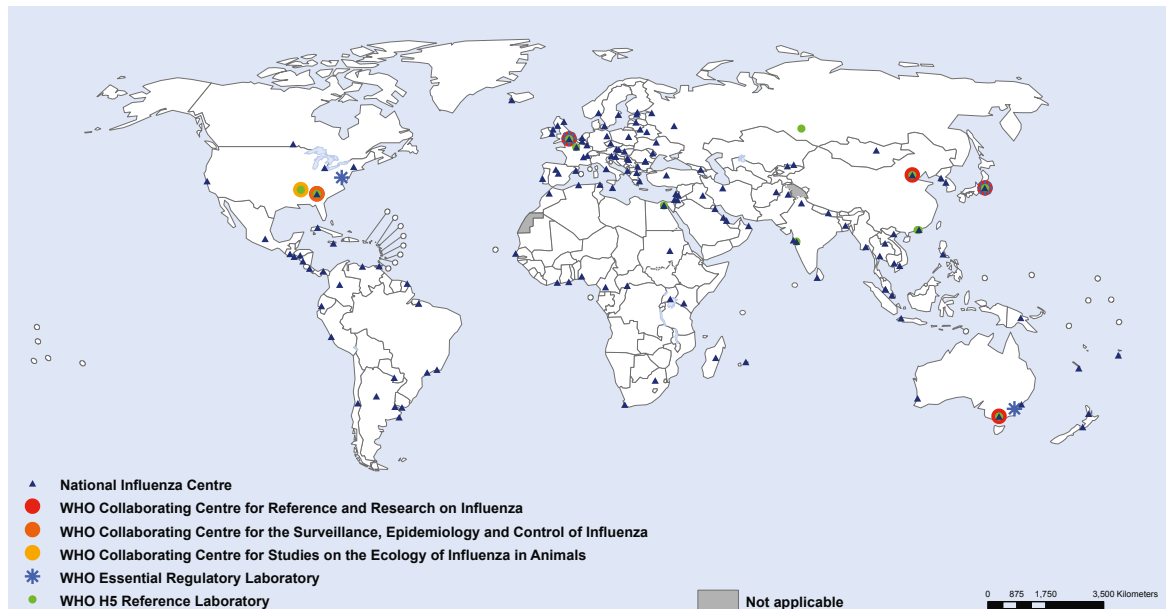 National Influenza Centre
WHO Collaborating Centre for Reference and Research on Influenza
WHO Collaborating Centre for the Surveillance, Epidemiology and Control of Influenza
WHO Collaborating Centre for Studies on the Ecology of Influenza in Animals
WHO Essential Regulatory Laboratory
WHO H5 Reference Laboratory
Not applicable
0 875 1,750 3,500 Kilometers